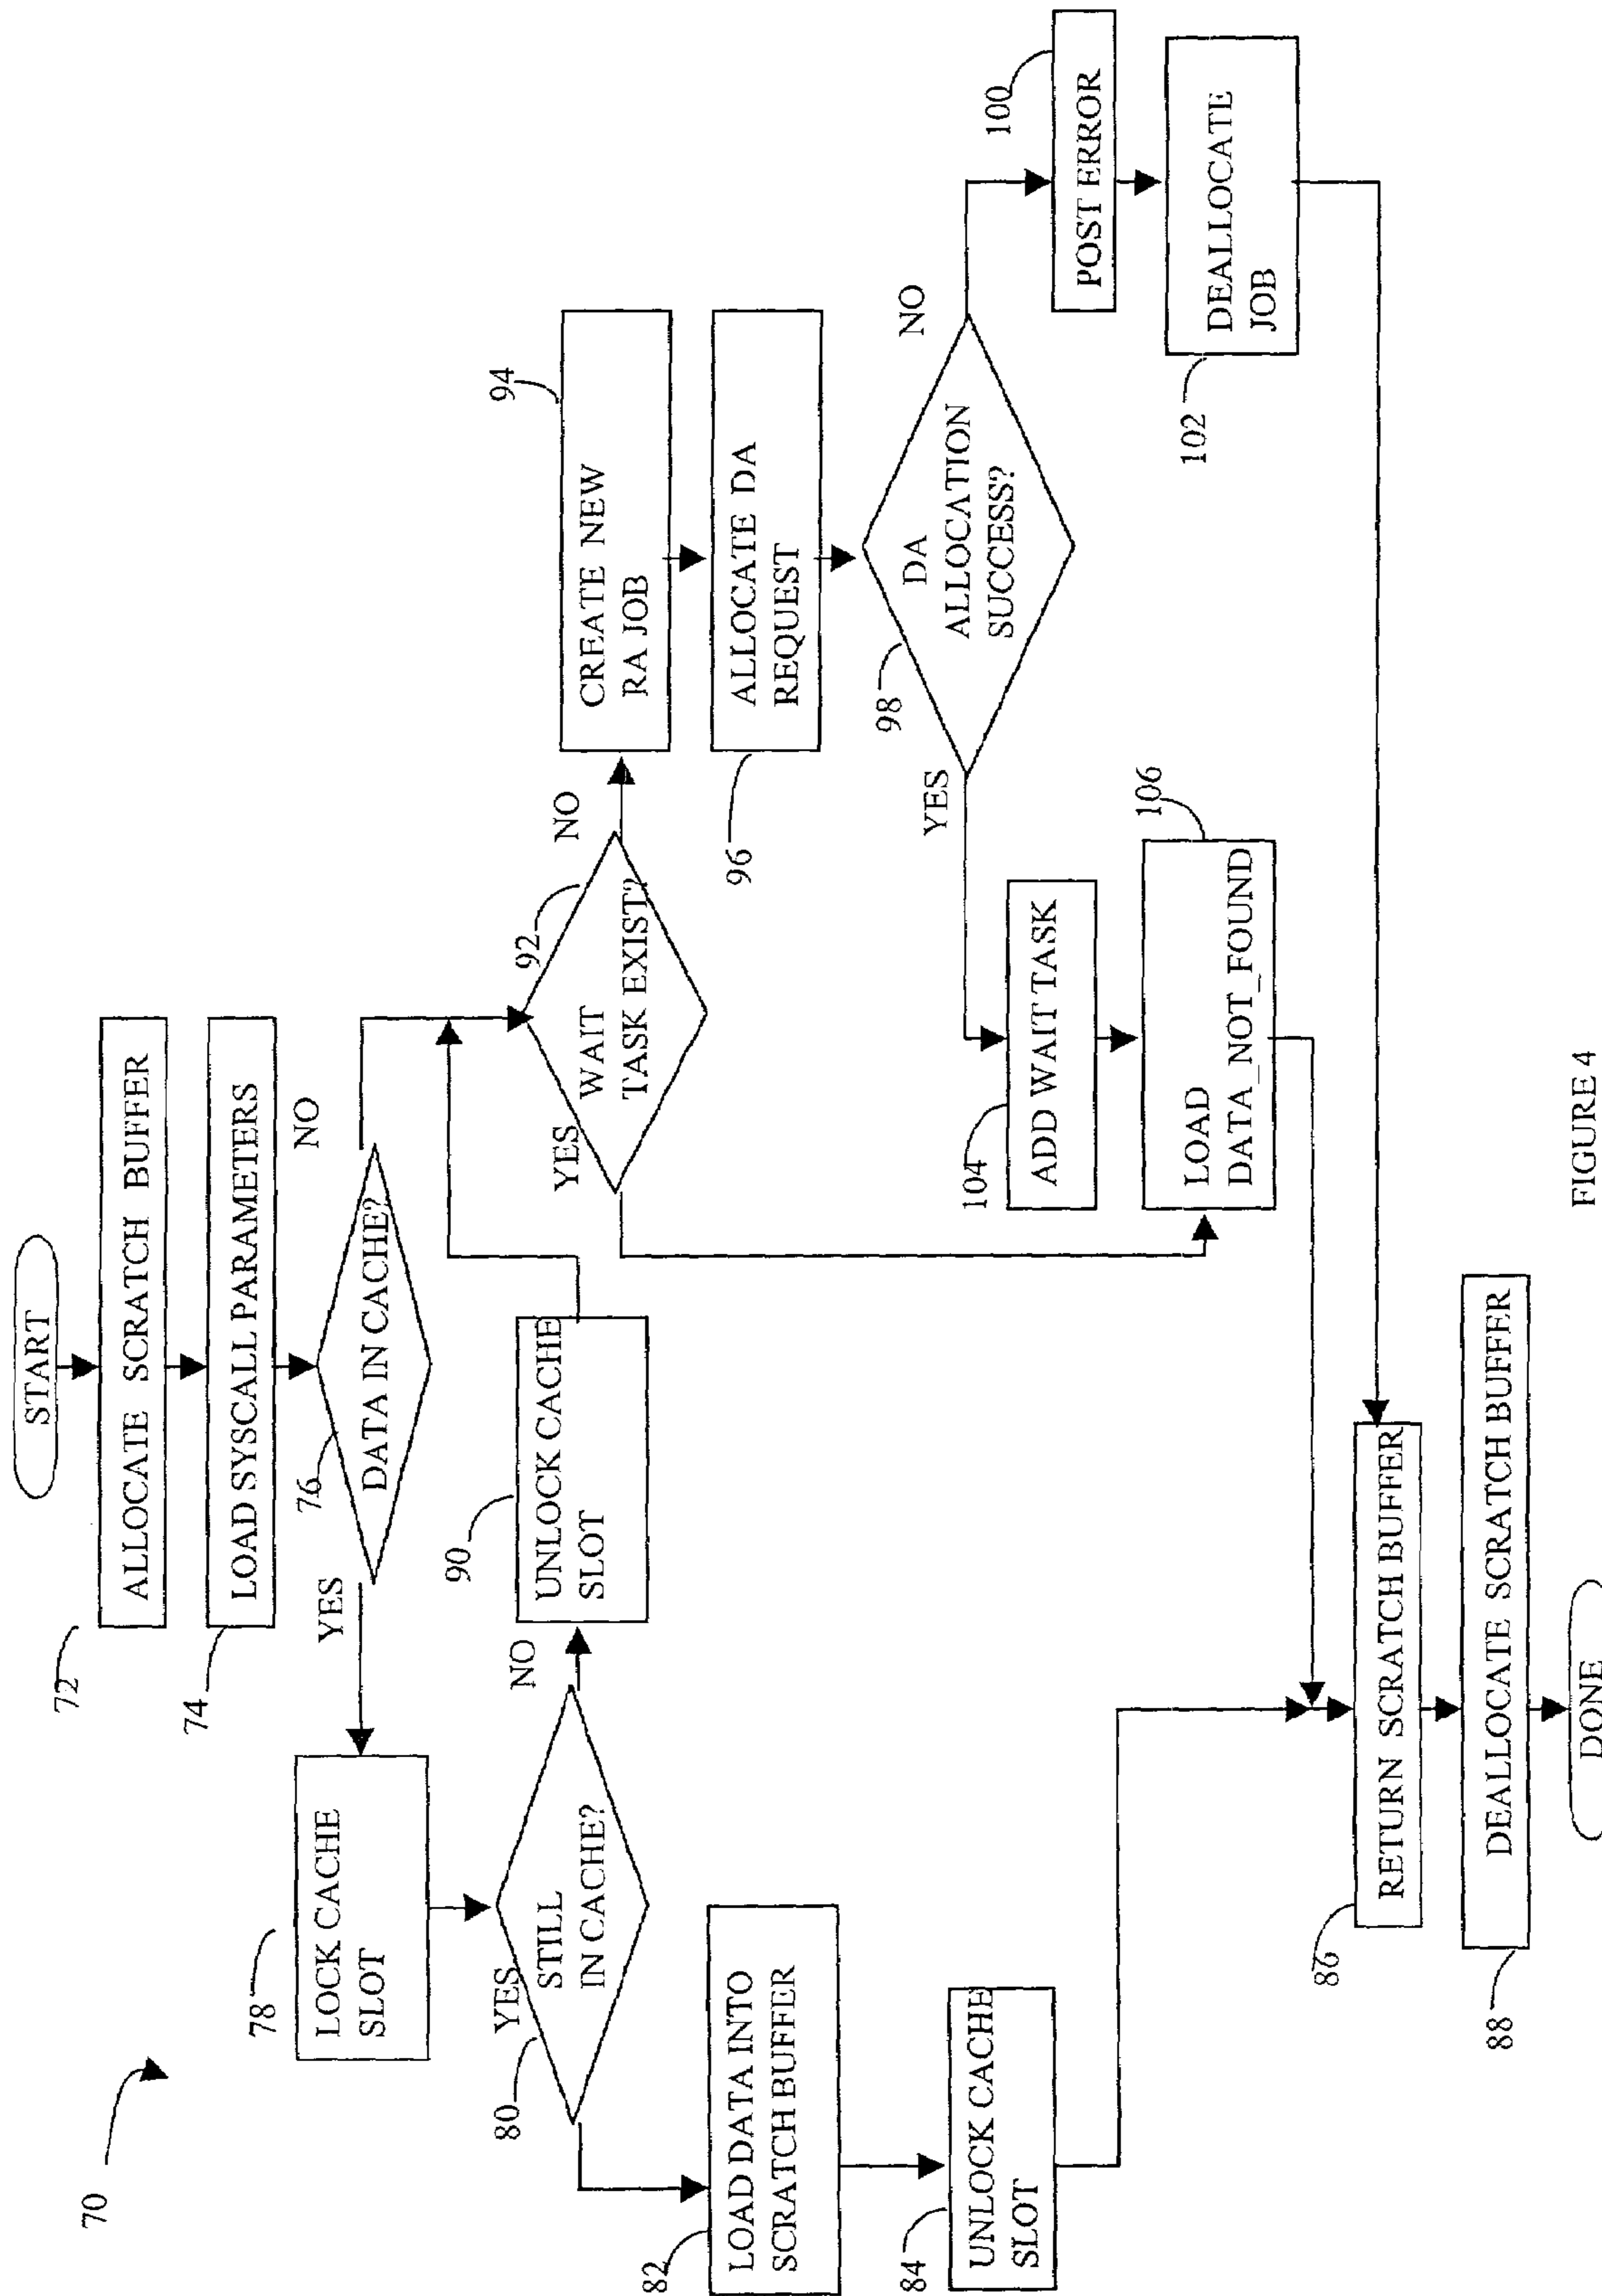 70
START
72
ALLOCATE SCRATCH BUFFER
74
LOAD SYSCALL PARAMETERS
76
DATA IN CACHE?
YES
NO
78
LOCK CACHE
SLOT
80
STILL
IN CACHE?
YES
NO
90
UNLOCK CACHE
SLOT
82
LOAD DATA INTO
SCRATCH BUFFER
84
UNLOCK CACHE
SLOT
92
WAIT
TASK EXIST?
YES
NO
94
CREATE NEW
RA JOB
96
ALLOCATE DA
REQUEST
98
DA
ALLOCATION
SUCCESS?
YES
NO
100
POST ERROR
102
DEALLOCATE
JOB
104
ADD WAIT TASK
106
LOAD
DATA_NOT_FOUND
98
RETURN SCRATCH BUFFER
88
DEALLOCATE SCRATCH BUFFER
DONE
FIGURE 4